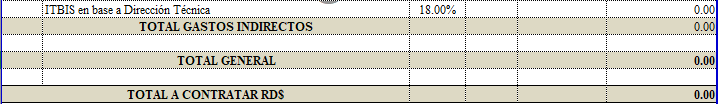 ITBIS en base a Dirección Técnica 18.00% 0.00
TOTAL GASTOS INDIRECTOS 0.00
TOTAL GENERAL 0.00
TOTAL A CONTRATAR RD$ 0.00